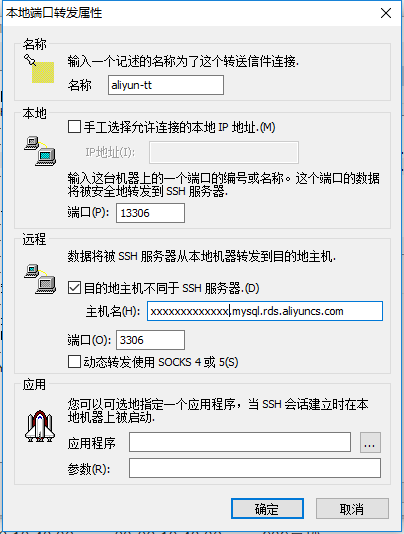 本地端口转发属性
名称
输入一个记述的名称为了这个转送信件连接.
名称 aliyun-tt
本地
手工选择允许连接的本地 IP 地址.(M)
IP地址(I):
输入这台机器上的一个端口的编号或名称。这个端口的数据
将被安全地转发到 SSH 服务器.
端口(P): 13306
远程
数据将被 SSH 服务器从本地机器转发到目的地主机.
目的地主机不同于 SSH 服务器.(D)
主机名(H): xxxxxxxxxxxxx.mysql.rds.aliyuncs.com
端口(O): 3306
动态转发使用 SOCKS 4 或 5(S)
应用
您可以可选地指定一个应用程序，当 SSH 会话建立时在本
地机器上被启动.
应用程序 ...
参数(R):
确定 取消